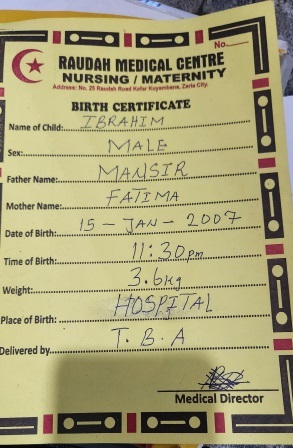 No.
RAUDAH MEDICAL CENTRE
NURSING / MATERNITY
Address: No. 25 Raudah Road Kofar Kuyambana, Zaria City.
BIRTH CERTIFICATE
Name of Child: IBRAHIM
Sex: MALE
Father Name: MANSIR
Mother Name: FATIMA
Date of Birth: 15 - JAN - 2007
Time of Birth: 11:30pm
Weight: 3.6kg
Place of Birth: HOSPITAL
Delivered by T.B.A
Medical Director